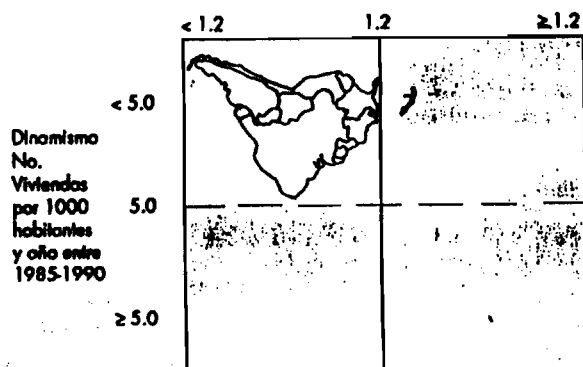 < 1.2 1.2 ≥1.2
< 5.0
Dinamismo
No.
Viviendas
por 1000
habitantes
y año entre
1985-1990
5.0
≥ 5.0